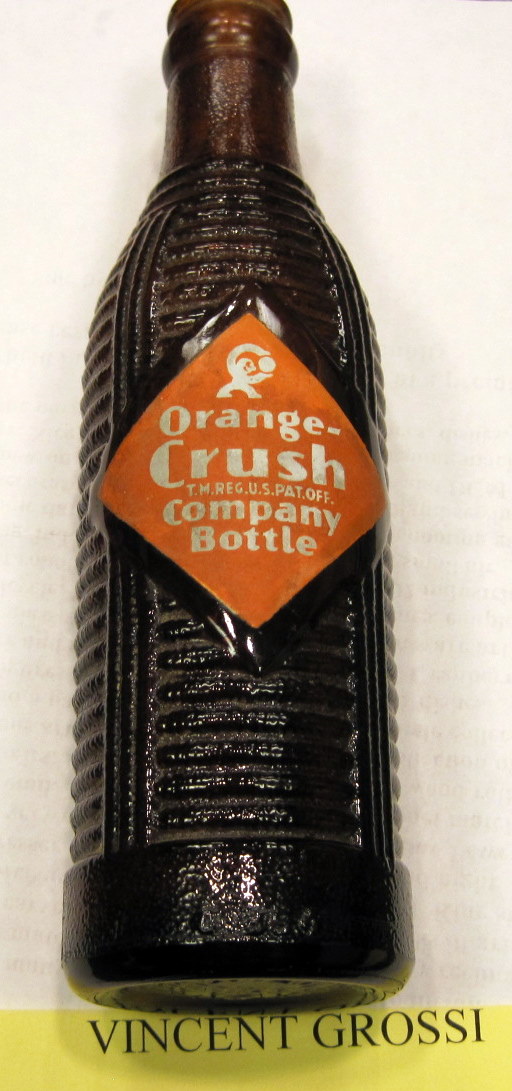 Orange-
Crush
T.M.REG.U.S.PAT.OFF.
Company
Bottle
VINCENT GROSSI